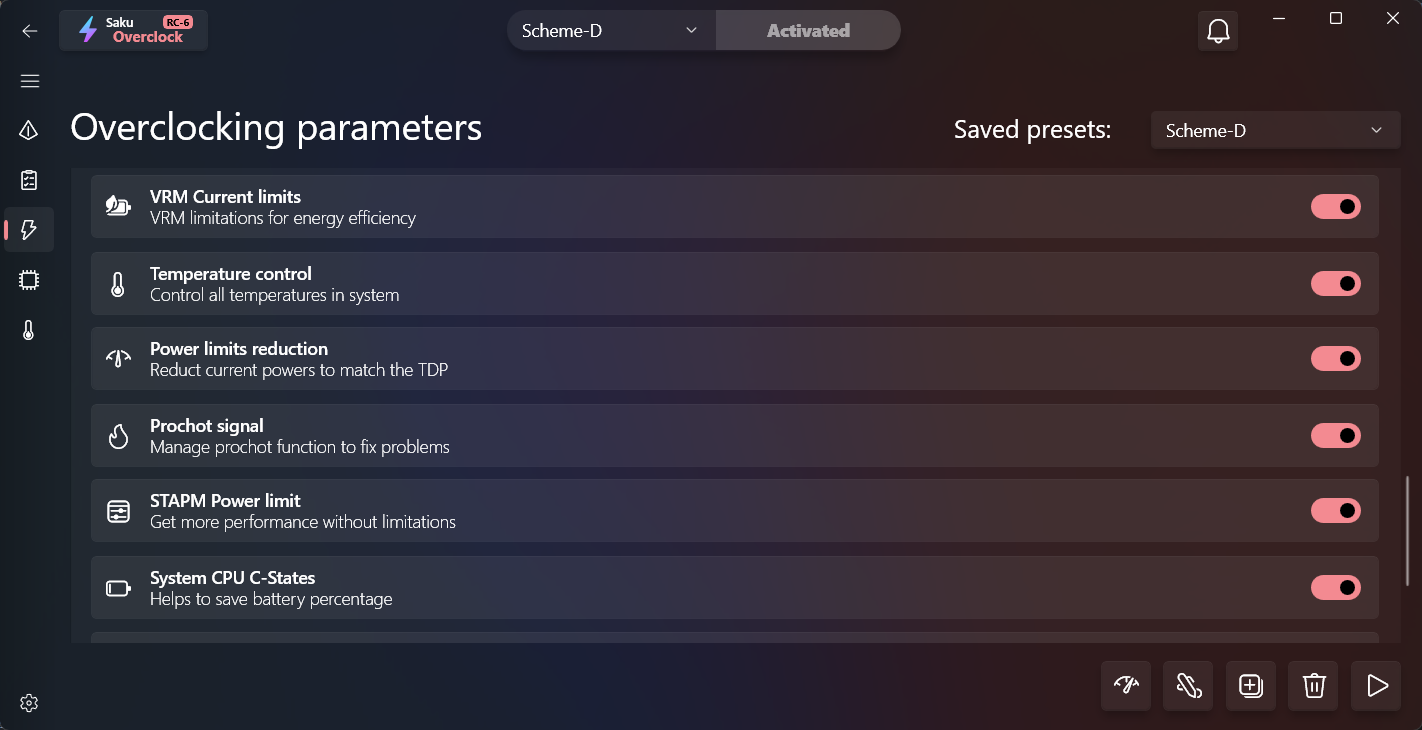 Saku
RC-6
Overclock
Scheme-D
Activated
Overclocking parameters
Saved presets:
Scheme-D
VRM Current limits
VRM limitations for energy efficiency
Temperature control
Control all temperatures in system
Power limits reduction
Reduct current powers to match the TDP
Prochot signal
Manage prochot function to fix problems
STAPM Power limit
Get more performance without limitations
System CPU C-States
Helps to save battery percentage